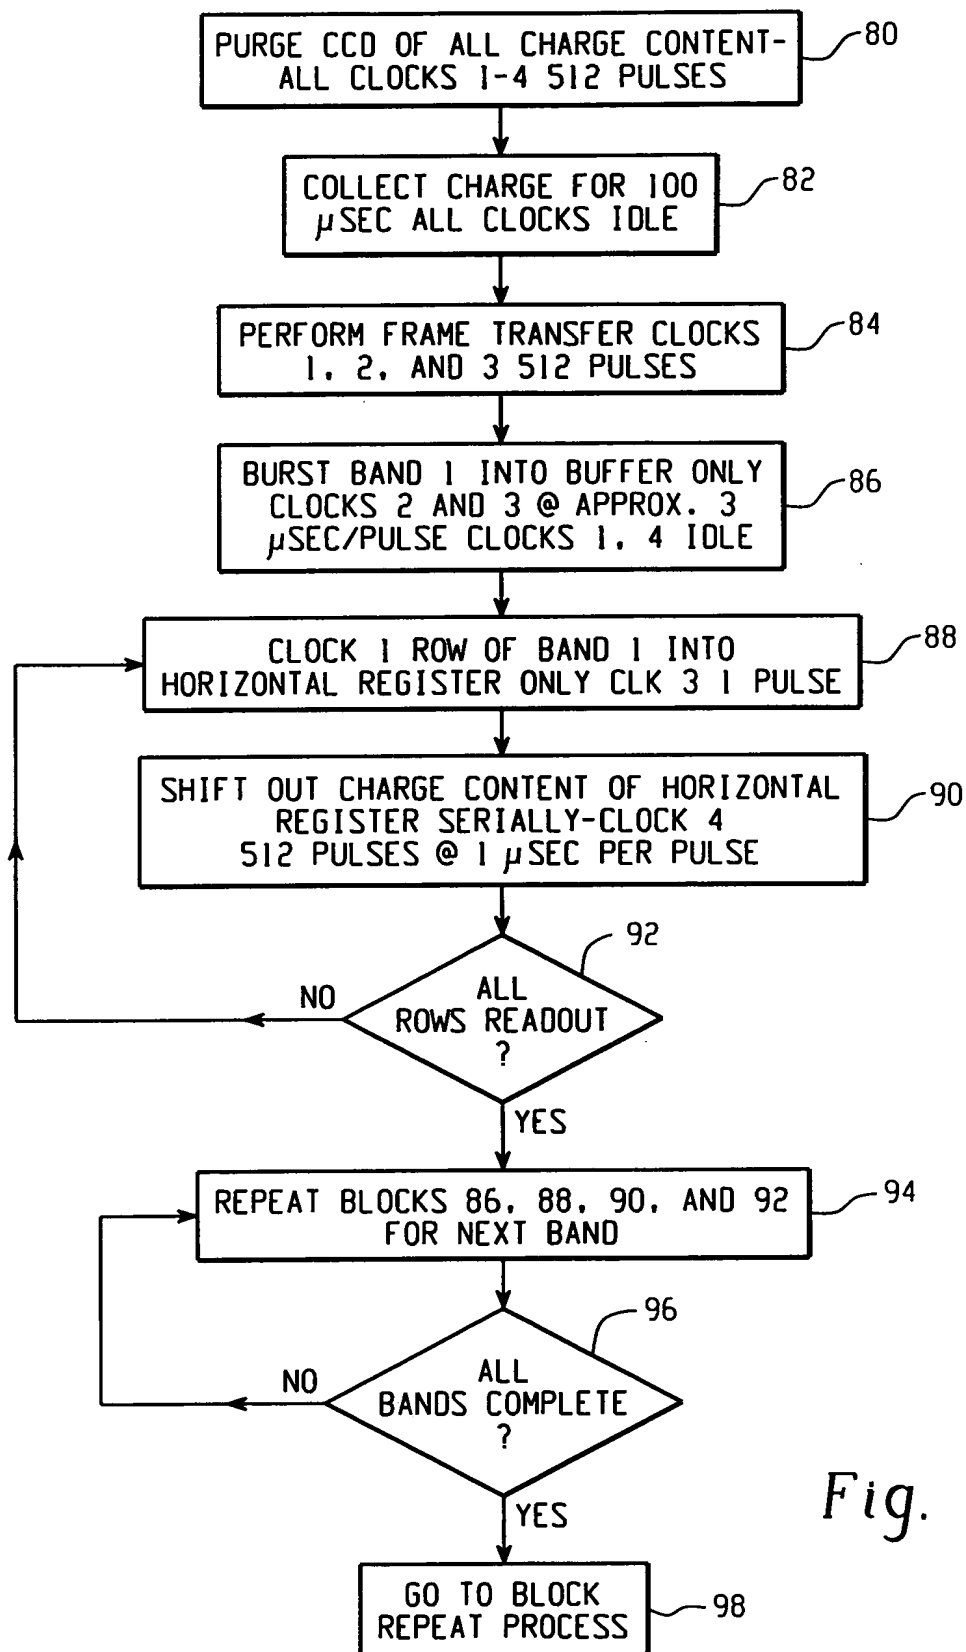 PURGE CCD OF ALL CHARGE CONTENT-
ALL CLOCKS 1-4 512 PULSES
80
COLLECT CHARGE FOR 100
µSEC ALL CLOCKS IDLE
82
PERFORM FRAME TRANSFER CLOCKS
1, 2, AND 3 512 PULSES
84
BURST BAND 1 INTO BUFFER ONLY
CLOCKS 2 AND 3 @ APPROX. 3
µSEC/PULSE CLOCKS 1, 4 IDLE
86
CLOCK 1 ROW OF BAND 1 INTO
HORIZONTAL REGISTER ONLY CLK 3 1 PULSE
88
SHIFT OUT CHARGE CONTENT OF HORIZONTAL
REGISTER SERIALLY-CLOCK 4
512 PULSES @ 1 µSEC PER PULSE
90
92
ALL
ROWS READOUT
?
NO
YES
REPEAT BLOCKS 86, 88, 90, AND 92
FOR NEXT BAND
94
96
ALL
BANDS COMPLETE
?
NO
YES
Fig.
GO TO BLOCK
REPEAT PROCESS
98